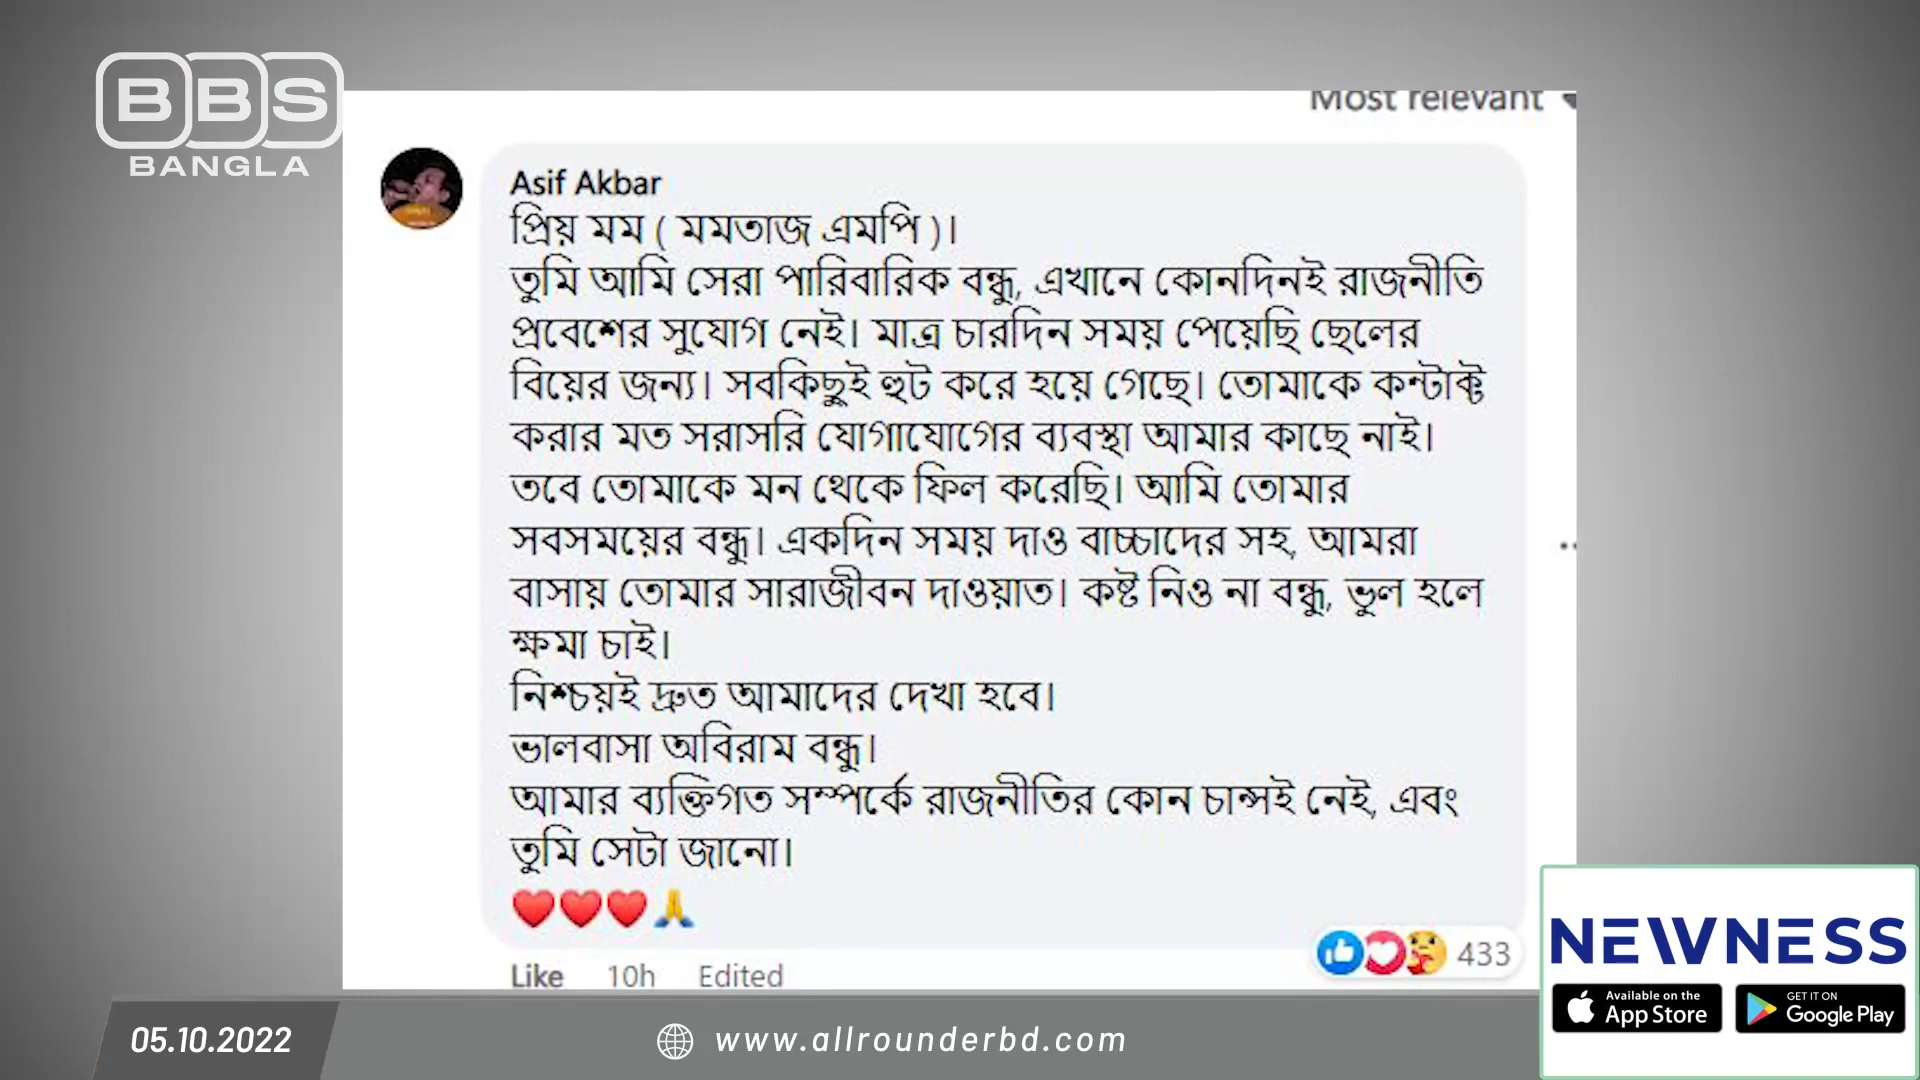 BBS
BANGLA
Most relevant
Asif Akbar
প্রিয় মম ( মমতাজ এমপি )।
তুমি আমি সেরা পারিবারিক বন্ধু, এখানে কোনদিনই রাজনীতি
প্রবেশের সুযোগ নেই। মাত্র চারদিন সময় পেয়েছি ছেলের
বিয়ের জন্য। সবকিছুই হুট করে হয়ে গেছে। তোমাকে কন্টাক্ট
করার মত সরাসরি যোগাযোগের ব্যবস্থা আমার কাছে নাই।
তবে তোমাকে মন থেকে ফিল করেছি। আমি তোমার
সবসময়ের বন্ধু। একদিন সময় দাও বাচ্চাদের সহ, আমরা
বাসায় তোমার সারাজীবন দাওয়াত। কষ্ট নিও না বন্ধু, ভুল হলে
ক্ষমা চাই।
নিশ্চয়ই দ্রুত আমাদের দেখা হবে।
ভালবাসা অবিরাম বন্ধু।
আমার ব্যক্তিগত সম্পর্কে রাজনীতির কোন চান্সই নেই, এবং
তুমি সেটা জানো।
❤️❤️❤️🙏
433
Like 10h Edited
NEWNESS
Available on the App Store
GET IT ON Google Play
05.10.2022
www.allrounderbd.com